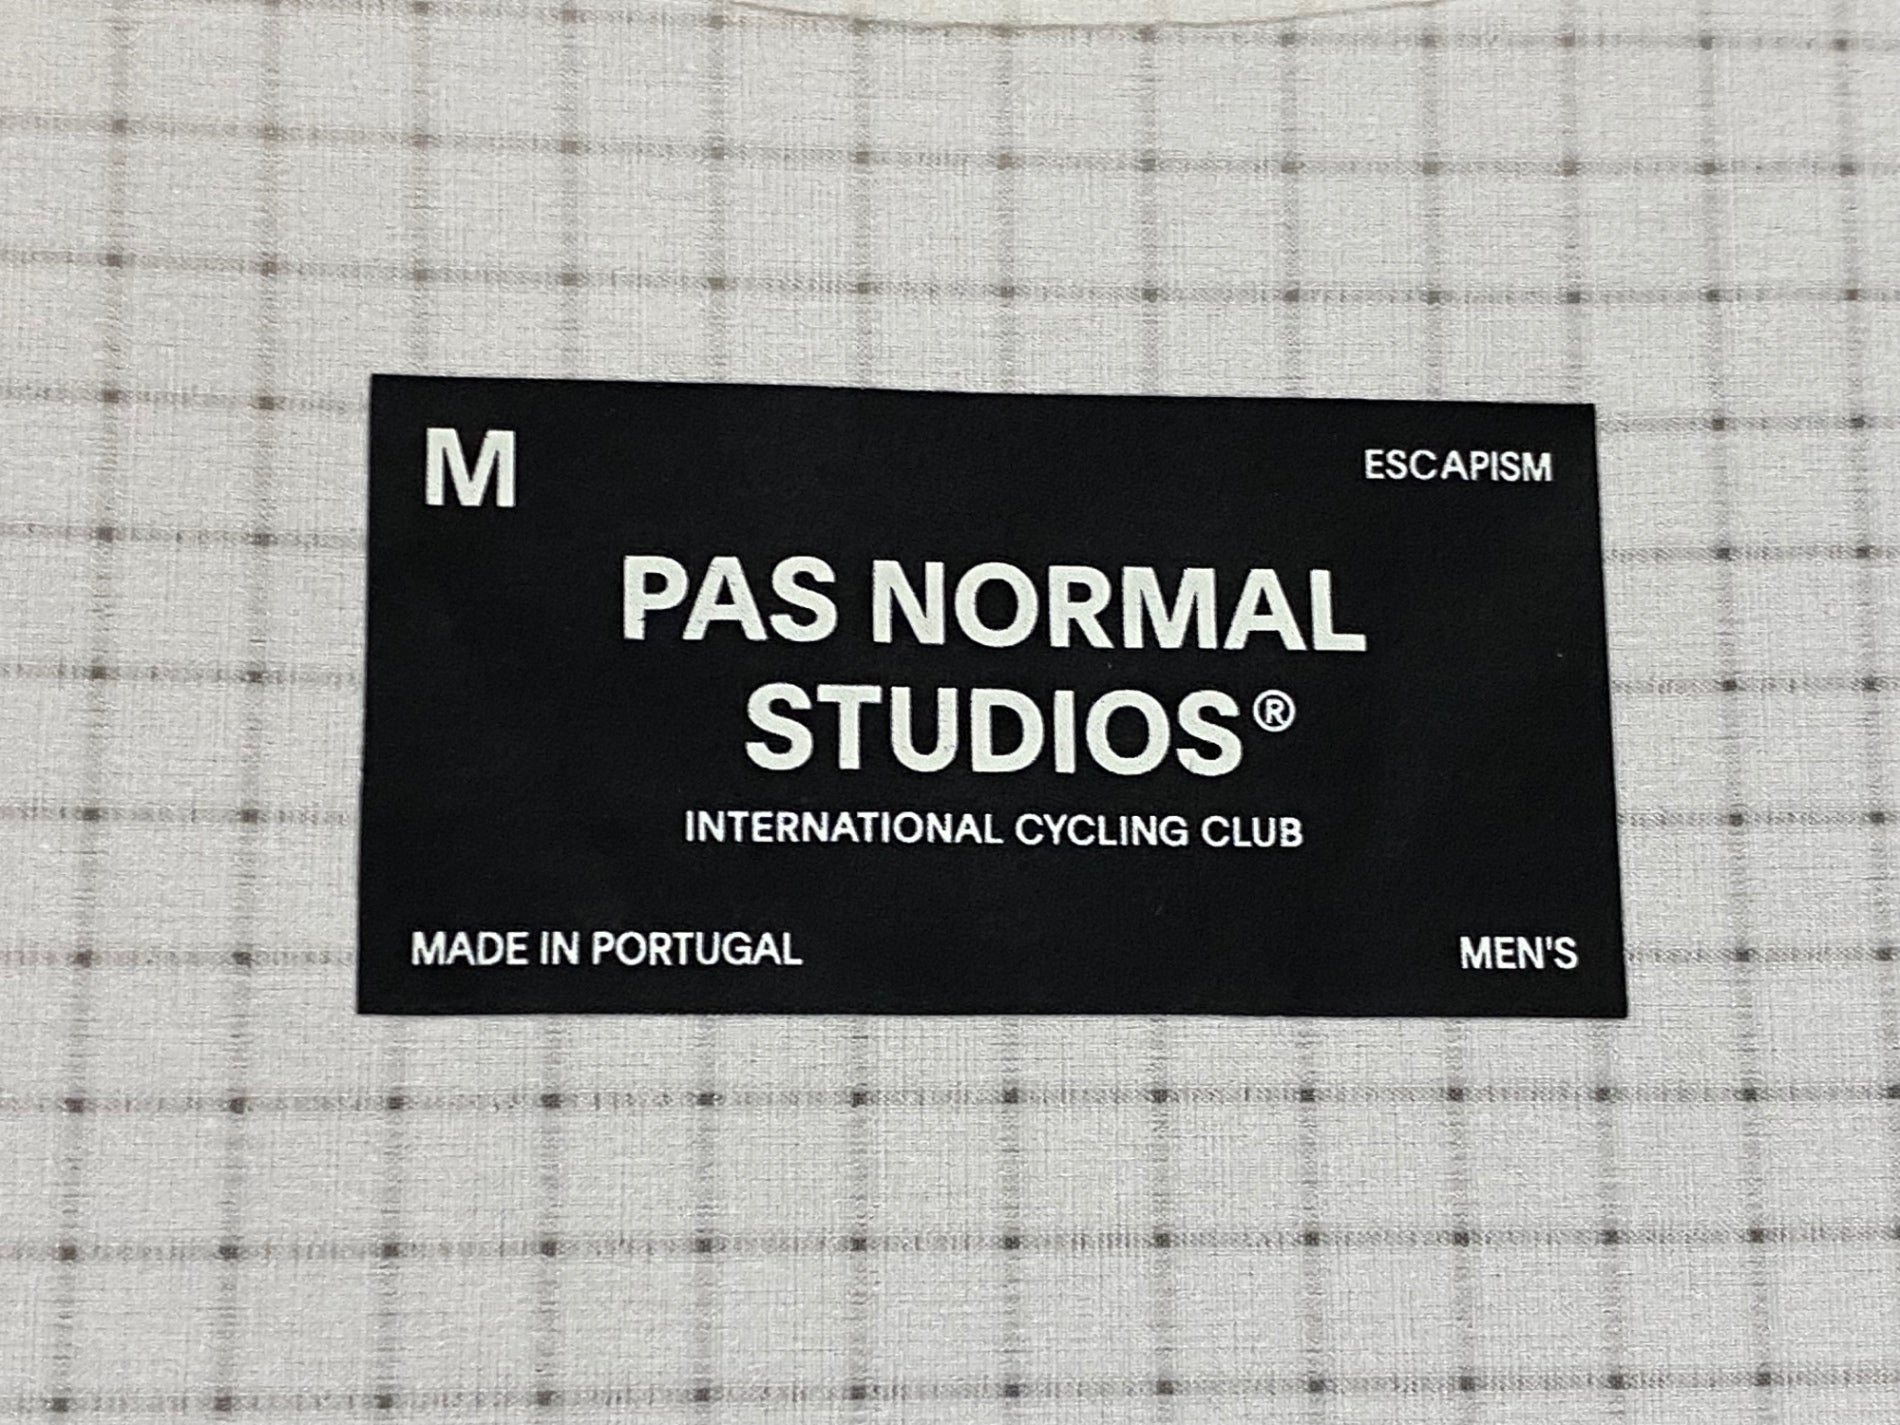 M
ESCAPISM
PAS NORMAL
STUDIOS®
INTERNATIONAL CYCLING CLUB
MADE IN PORTUGAL
MEN'S